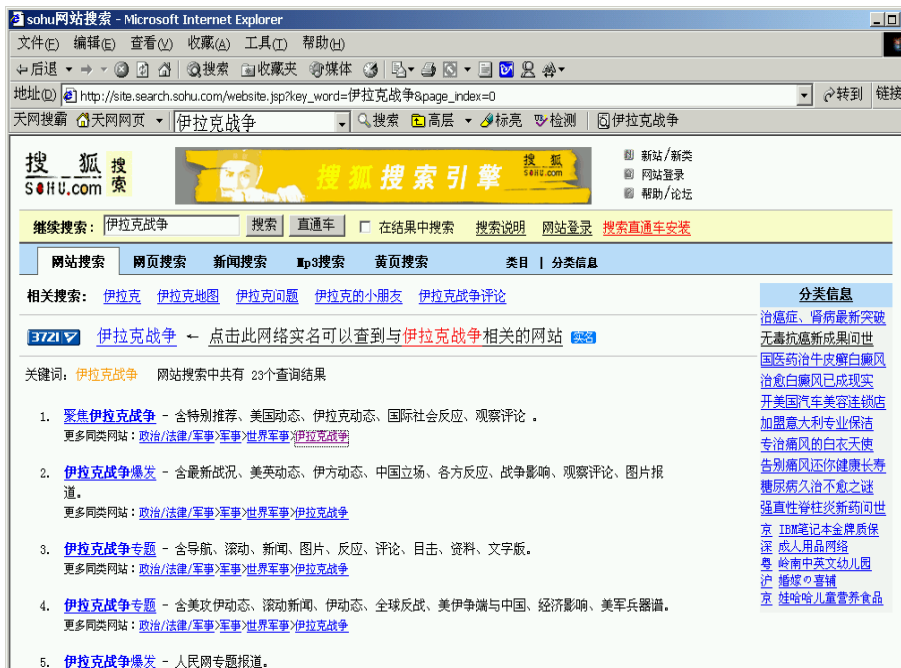 sohu网站搜索 - Microsoft Internet Explorer
文件(F) 编辑(E) 查看(V) 收藏(A) 工具(T) 帮助(H)
后退 搜索 收藏夹 媒体
地址(D) http://site.search.sohu.com/website.jsp?key_word=伊拉克战争&page_index=0 转到 链接
天网搜霸 天网网页 伊拉克战争 搜索 高层 标亮 检测 伊拉克战争
搜 狐 搜索
SOHU.com
搜狐搜索引擎
搜 狐
SOHU.com
新站/新类
网站登录
帮助/论坛
继续搜索: 伊拉克战争 搜索 直通车 在结果中搜索 搜索说明 网站登录 搜索直通车安装
网站搜索 网页搜索 新闻搜索 Mp3搜索 黄页搜索 类目 | 分类信息
相关搜索: 伊拉克 伊拉克地图 伊拉克问题 伊拉克的小朋友 伊拉克战争评论
3721 伊拉克战争 ← 点击此网络实名可以查到与伊拉克战争相关的网站 实名
关键词: 伊拉克战争 网站搜索中共有 23个查询结果
1. 聚焦伊拉克战争 - 含特别推荐、美国动态、伊拉克动态、国际社会反应、观察评论 。
更多同类网站:政治/法律/军事>军事>世界军事>伊拉克战争
2. 伊拉克战争爆发 - 含最新战况、美英动态、伊方动态、中国立场、各方反应、战争影响、观察评论、图片报
道。
更多同类网站:政治/法律/军事>军事>世界军事>伊拉克战争
3. 伊拉克战争专题 - 含导航、滚动、新闻、图片、反应、评论、目击、资料、文字版。
更多同类网站:政治/法律/军事>军事>世界军事>伊拉克战争
4. 伊拉克战争专题 - 含美攻伊动态、滚动新闻、伊动态、全球反战、美伊争端与中国、经济影响、美军兵器谱。
更多同类网站:政治/法律/军事>军事>世界军事>伊拉克战争
5. 伊拉克战争爆发 - 人民网专题报道。
分类信息
治癌症、肾病最新突破
无毒抗癌新成果问世
国医药治牛皮癣白癜风
治愈白癜风已成现实
开美国汽车美容连锁店
加盟意大利专业保洁
专治痛风的白衣天使
告别痛风还你健康长寿
糖尿病久治不愈之谜
强直性脊柱炎新药问世
京 IBM笔记本金牌质保
深 成人用品网络
粤 岭南中英文幼儿园
沪 婚嫁の喜铺
京 娃哈哈儿童营养食品